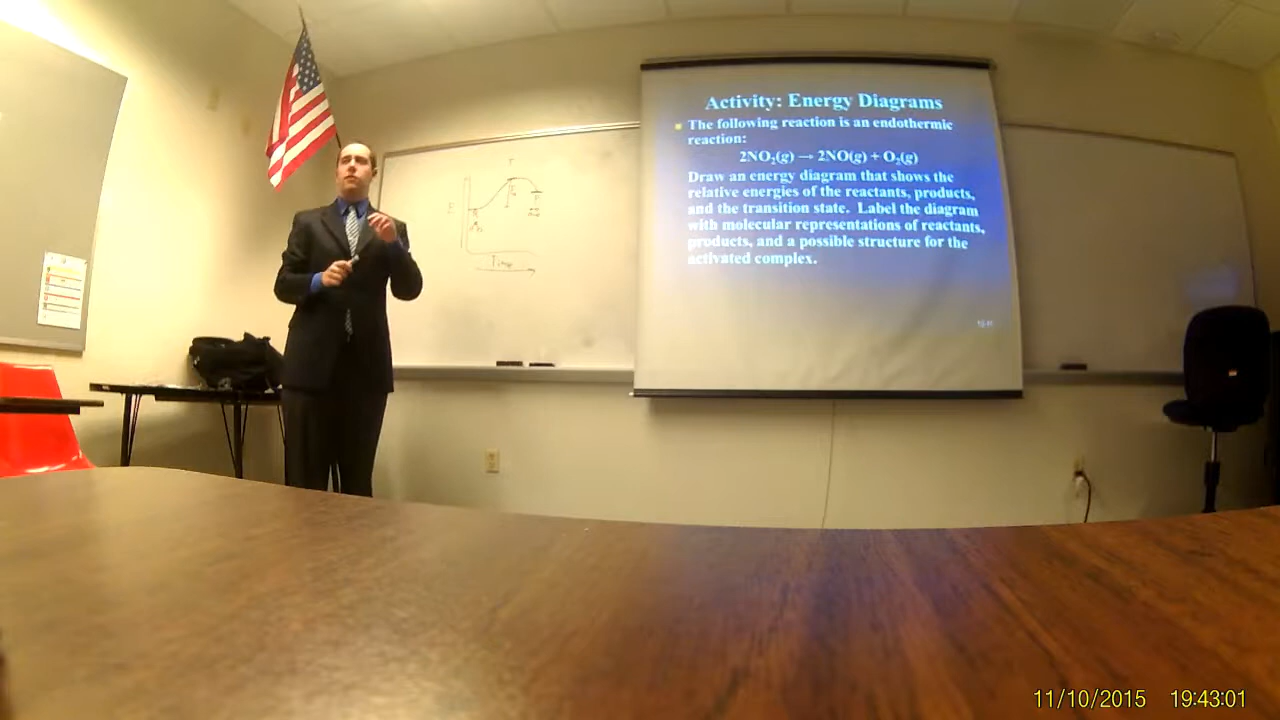 Activity: Energy Diagrams
The following reaction is an endothermic
reaction:
2NO₂(g) → 2NO(g) + O₂(g)
Draw an energy diagram that shows the
relative energies of the reactants, products,
and the transition state. Label the diagram
with molecular representations of reactants,
products, and a possible structure for the
activated complex.
E
Time
11/10/2015 19:43:01